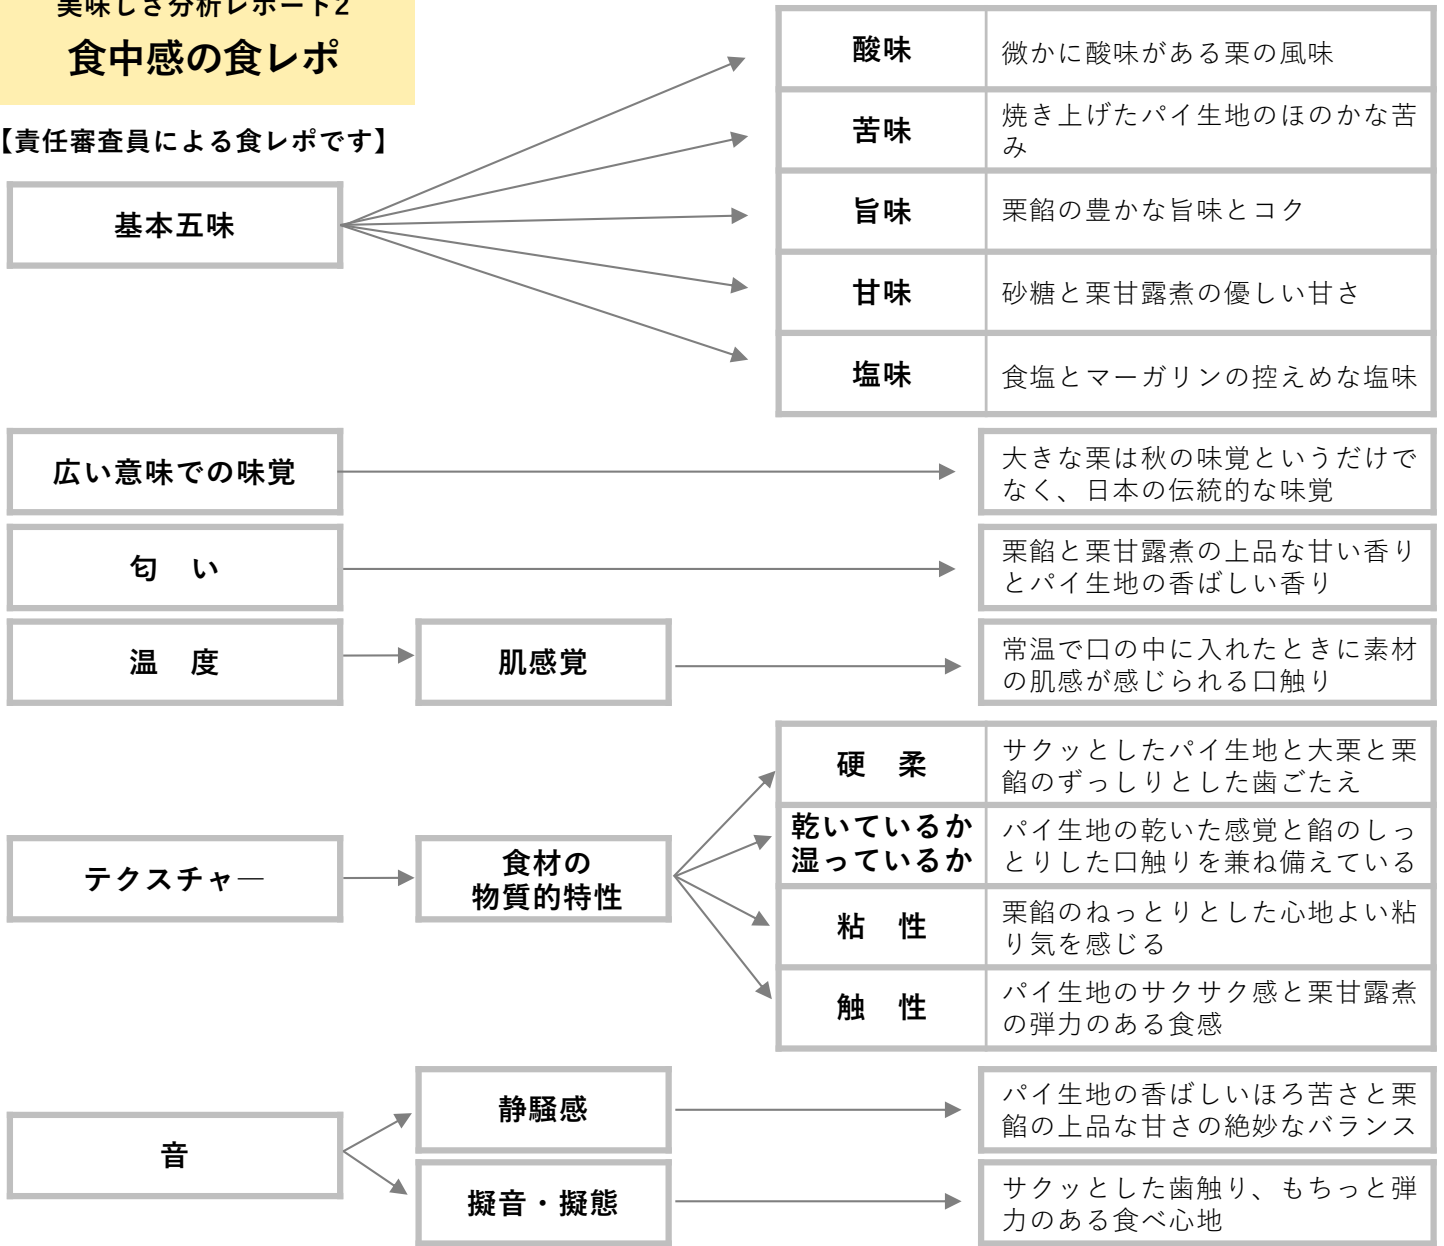 美味しさ分析レポート2
食中感の食レポ
【責任審査員による食レポです】
基本五味
酸味
微かに酸味がある栗の風味
苦味
焼き上げたパイ生地のほのかな苦
み
旨味
栗餡の豊かな旨味とコク
甘味
砂糖と栗甘露煮の優しい甘さ
塩味
食塩とマーガリンの控えめな塩味
広い意味での味覚
大きな栗は秋の味覚というだけで
なく、日本の伝統的な味覚
匂　い
栗餡と栗甘露煮の上品な甘い香り
とパイ生地の香ばしい香り
温　度
肌感覚
常温で口の中に入れたときに素材
の肌感が感じられる口触り
テクスチャ―
食材の
物質的特性
硬　柔
サクッとしたパイ生地と大栗と栗
餡のずっしりとした歯ごたえ
乾いているか
湿っているか
パイ生地の乾いた感覚と餡のしっ
とりした口触りを兼ね備えている
粘　性
栗餡のねっとりとした心地よい粘
り気を感じる
触　性
パイ生地のサクサク感と栗甘露煮
の弾力のある食感
音
静騒感
パイ生地の香ばしいほろ苦さと栗
餡の上品な甘さの絶妙なバランス
擬音・擬態
サクッとした歯触り、もちっと弾
力のある食べ心地